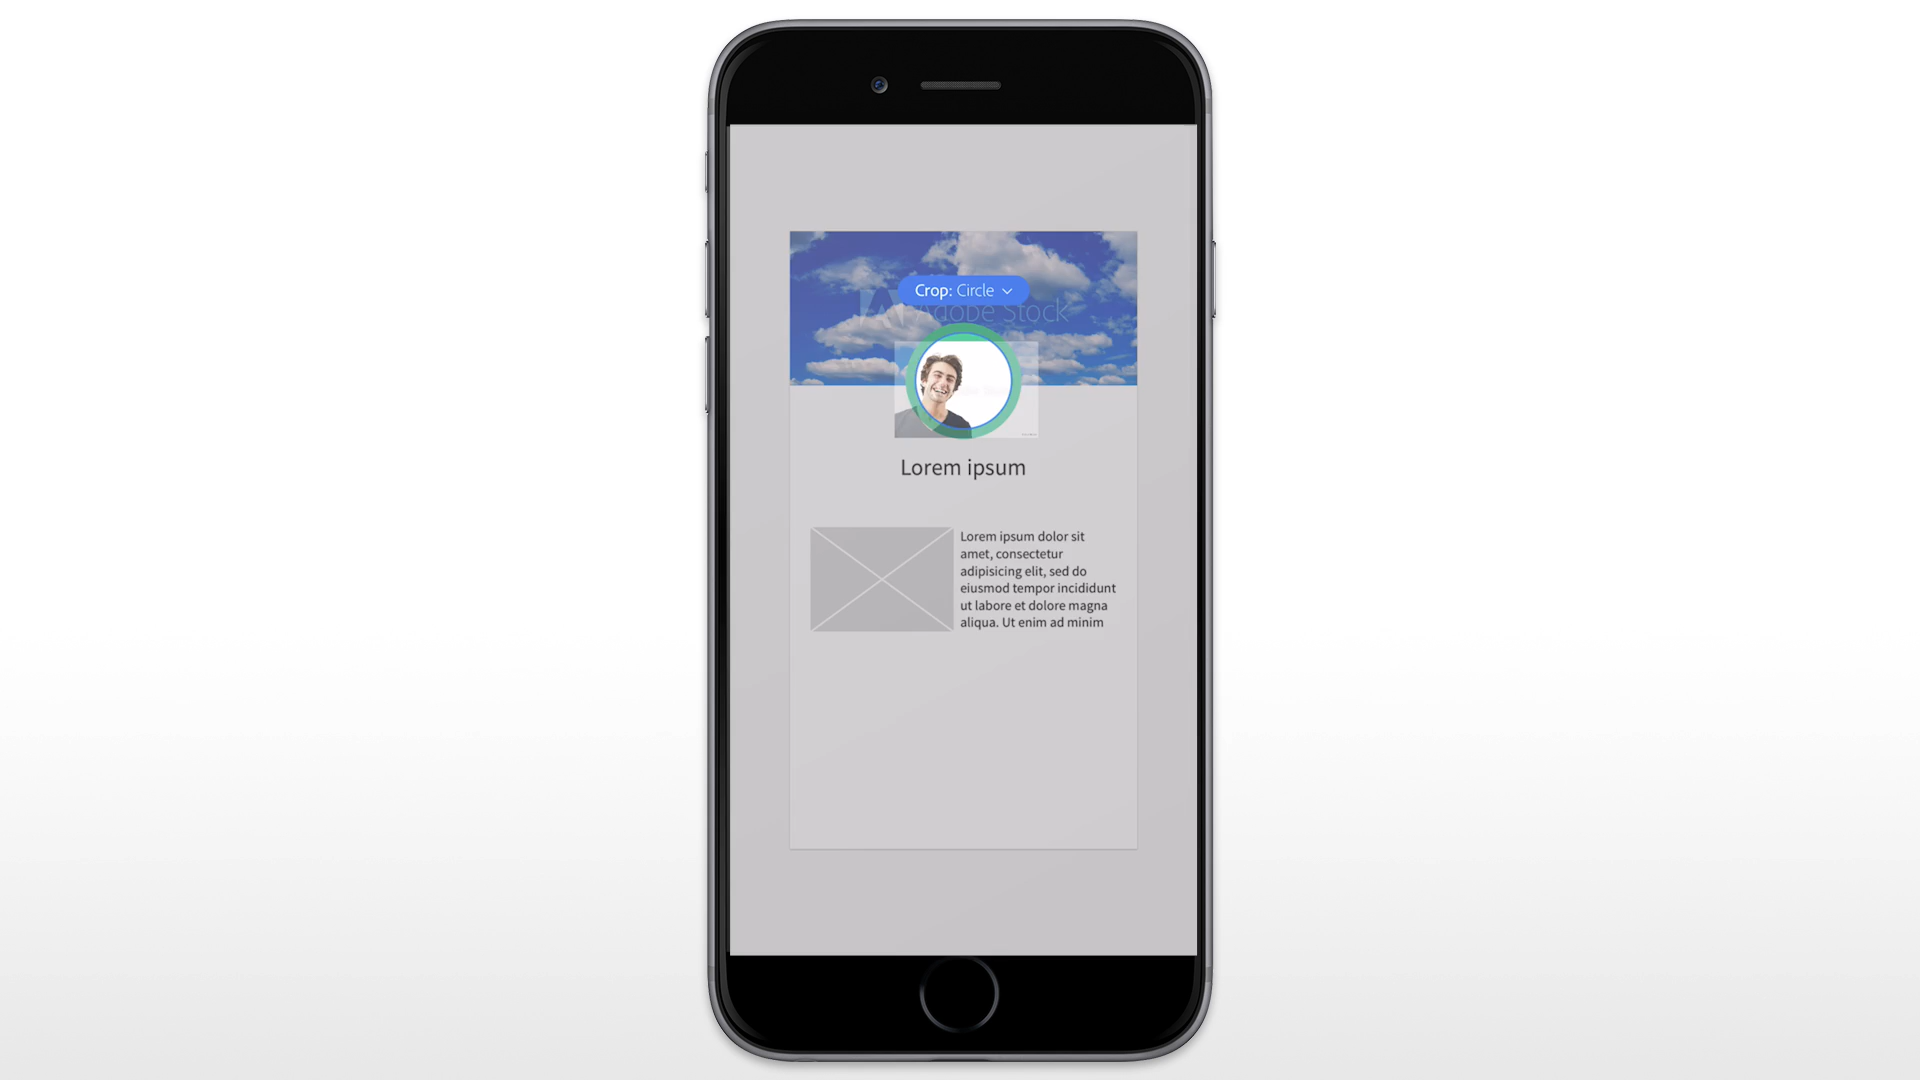 Crop: Circle
Adobe Stock
Lorem ipsum
Lorem ipsum dolor sit
amet, consectetur
adipisicing elit, sed do
eiusmod tempor incididunt
ut labore et dolore magna
aliqua. Ut enim ad minim